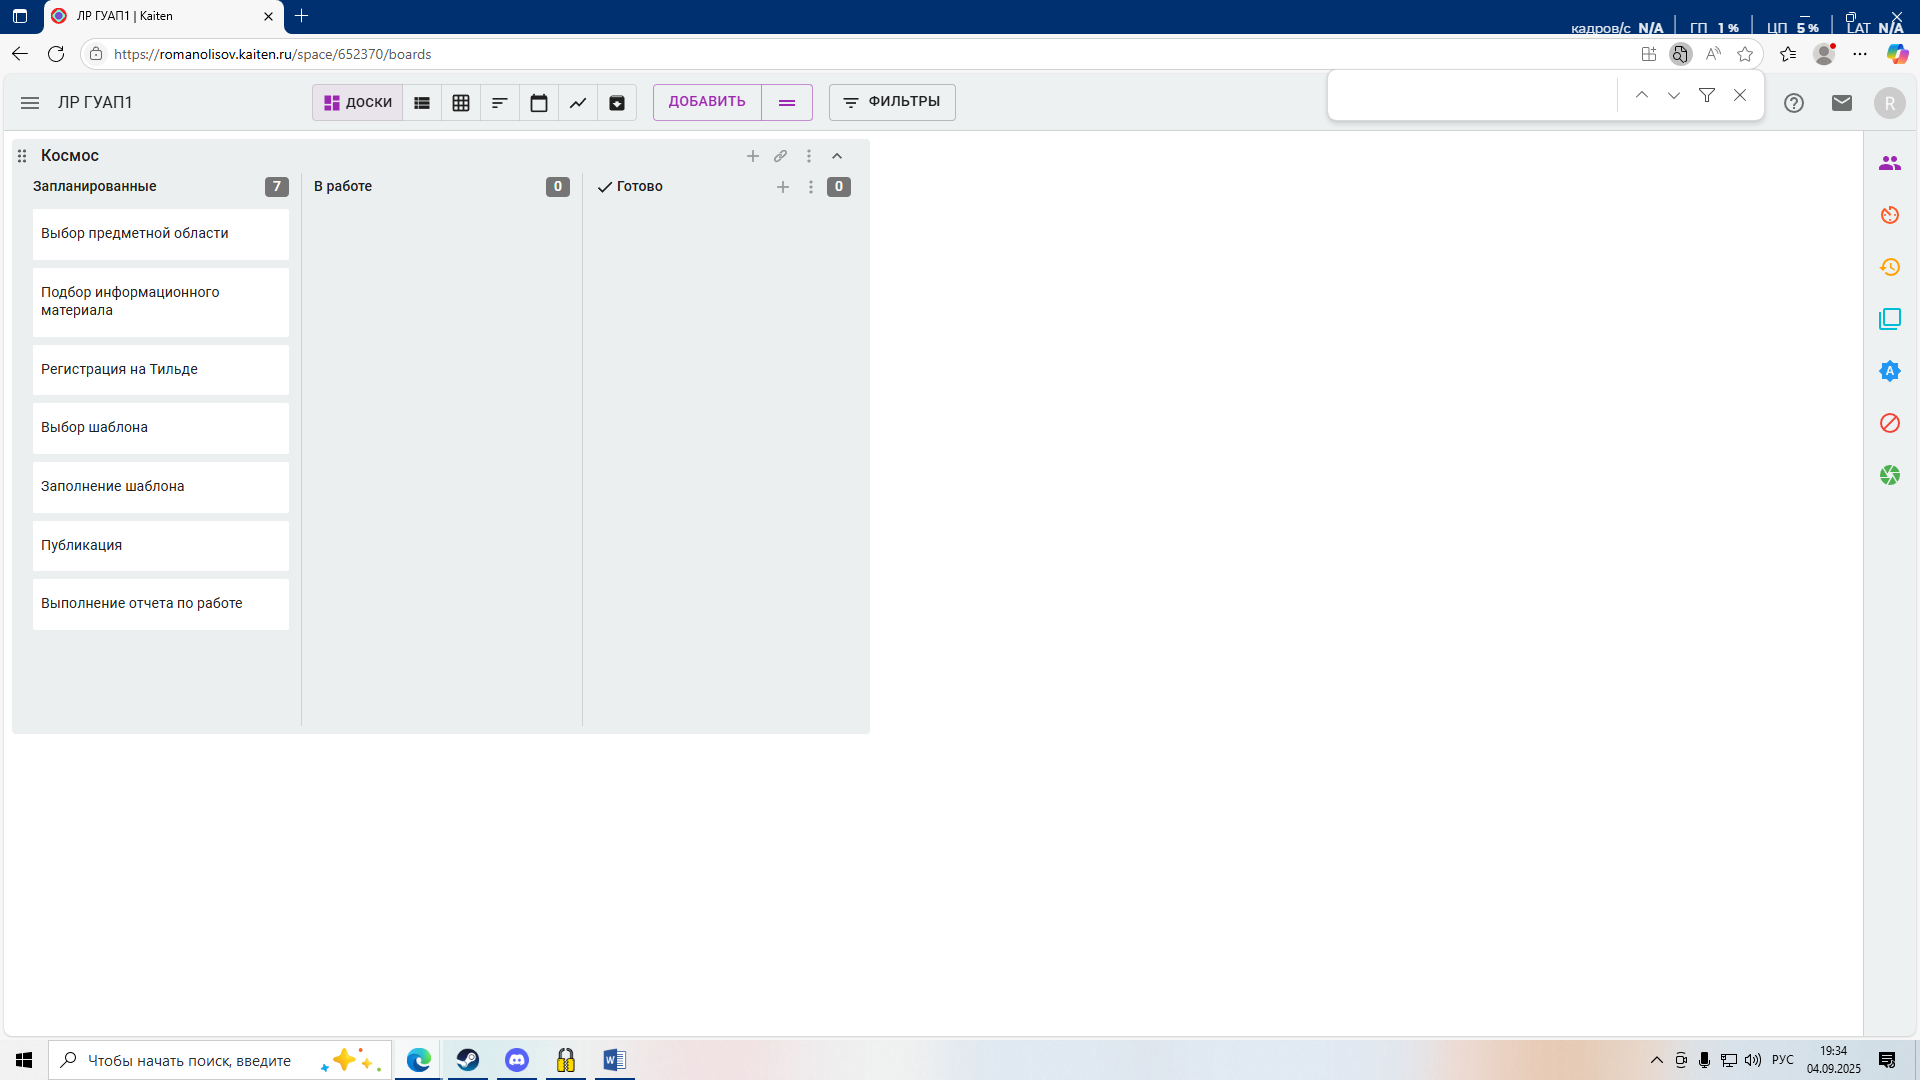 ЛР ГУАП1 | Kaiten
кадров/с N/A ГП 1 % ЦП 5 % LAT N/A
https://romanolisov.kaiten.ru/space/652370/boards
ЛР ГУАП1
ДОСКИ
ДОБАВИТЬ
ФИЛЬТРЫ
R
Космос
Запланированные 7
В работе 0
Готово 0
Выбор предметной области
Подбор информационного
материала
Регистрация на Тильде
Выбор шаблона
Заполнение шаблона
Публикация
Выполнение отчета по работе
A
Чтобы начать поиск, введите
РУС
19:34
04.09.2025